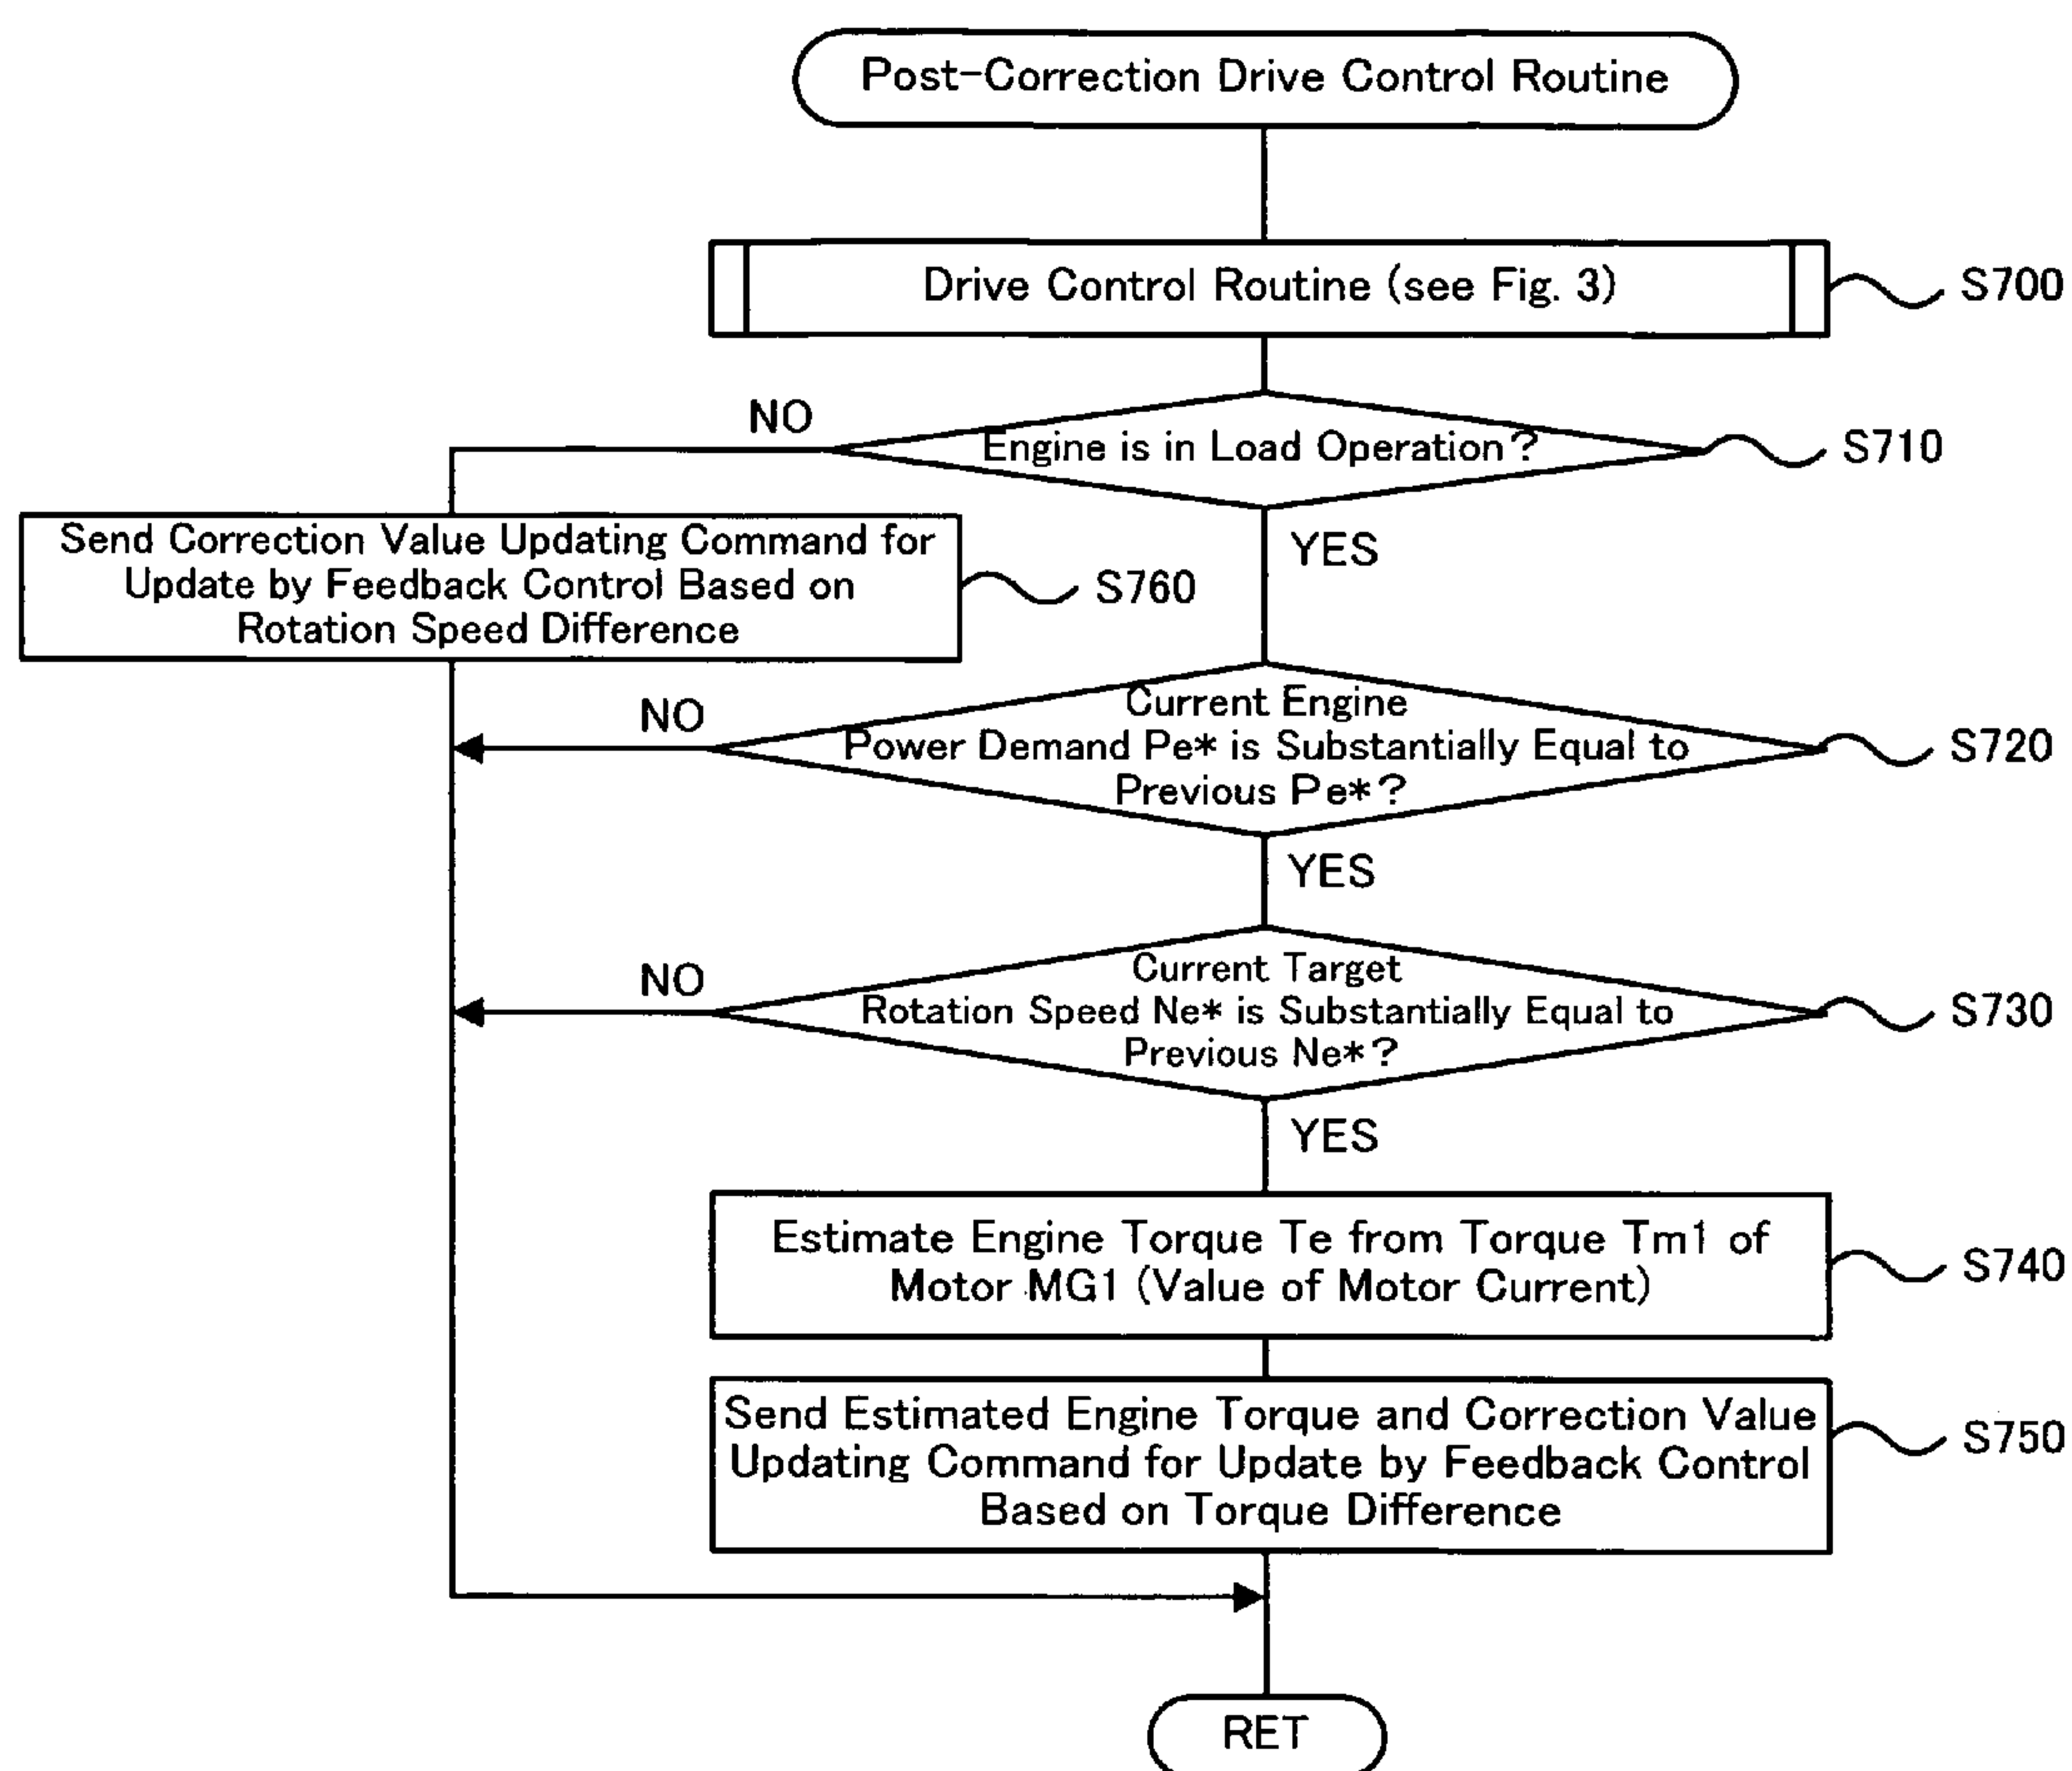 Post-Correction Drive Control Routine
Drive Control Routine (see Fig. 3)
S700
NO
Engine is in Load Operation?
S710
YES
Send Correction Value Updating Command for
Update by Feedback Control Based on
Rotation Speed Difference
S760
NO
Current Engine
Power Demand Pe* is Substantially Equal to
Previous Pe*?
S720
YES
NO
Current Target
Rotation Speed Ne* is Substantially Equal to
Previous Ne*?
S730
YES
Estimate Engine Torque Te from Torque Tm1 of
Motor MG1 (Value of Motor Current)
S740
Send Estimated Engine Torque and Correction Value
Updating Command for Update by Feedback Control
Based on Torque Difference
S750
RET